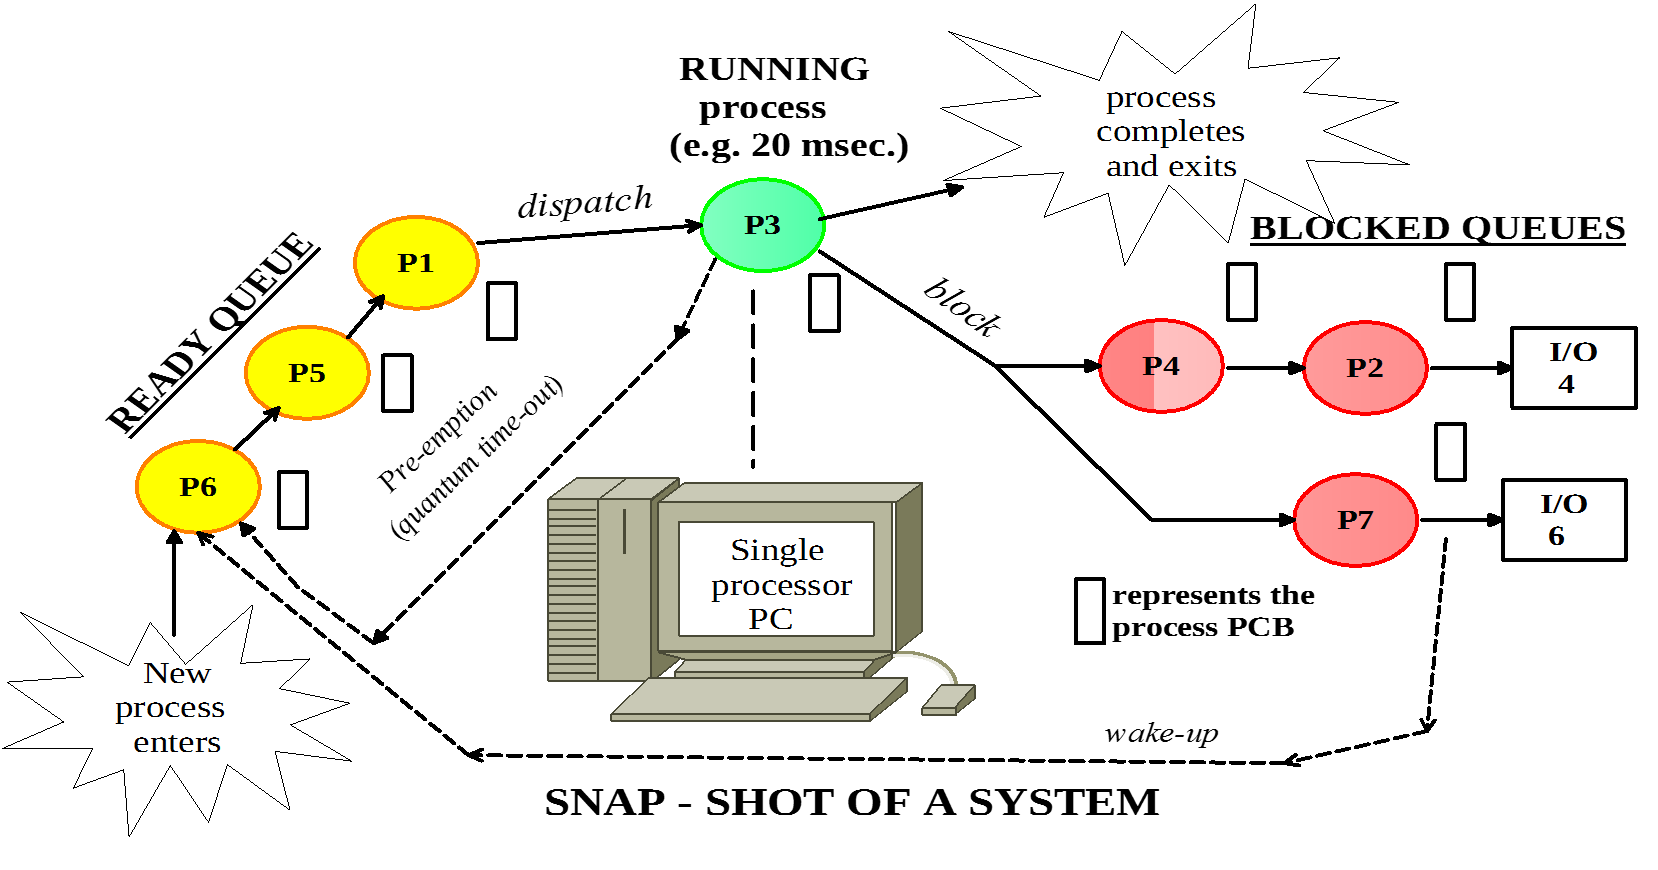 RUNNING
process
(e.g. 20 msec.)
process
completes
and exits
dispatch
P3
BLOCKED QUEUES
READY QUEUE
P1
block
P5
P4
P2
I/O
4
Pre-emption
(quantum time-out)
P6
P7
I/O
6
Single
processor
PC
represents the
process PCB
New
process
enters
wake-up
SNAP - SHOT OF A SYSTEM